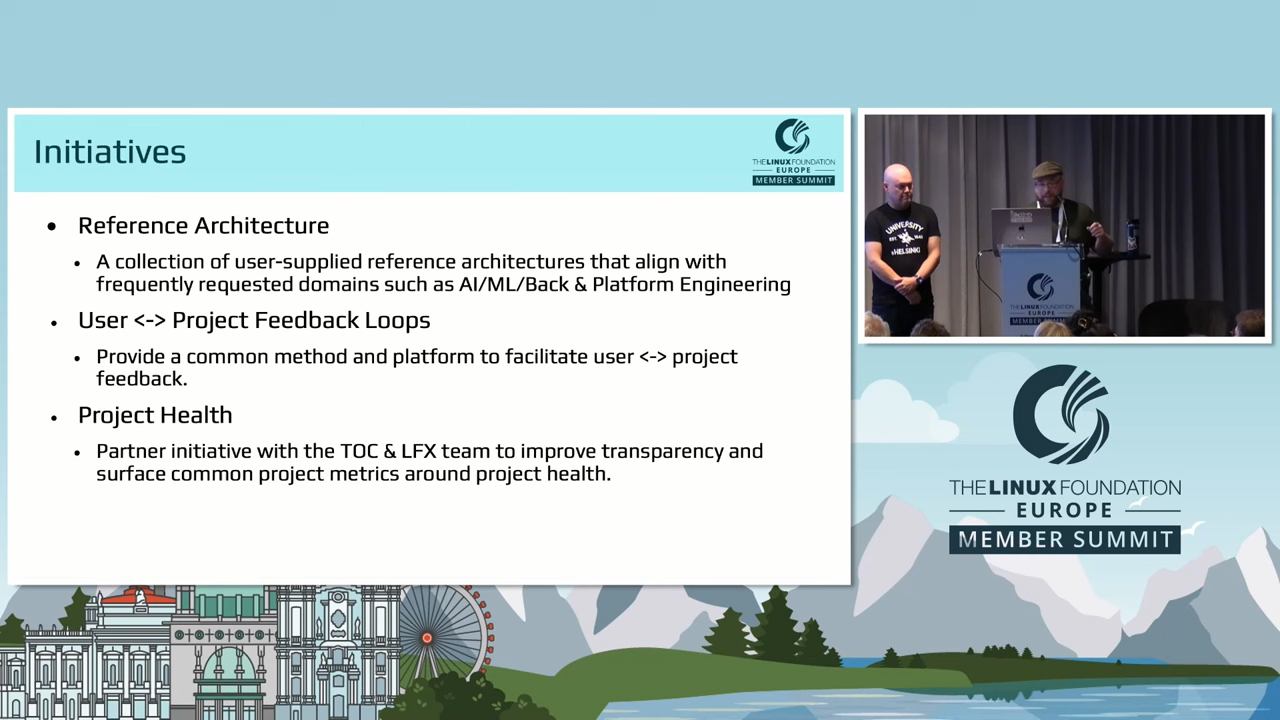 Initiatives
THE LINUX FOUNDATION
EUROPE
MEMBER SUMMIT
• Reference Architecture
• A collection of user-supplied reference architectures that align with
frequently requested domains such as AI/ML/Back & Platform Engineering
• User <-> Project Feedback Loops
• Provide a common method and platform to facilitate user <-> project
feedback.
• Project Health
• Partner initiative with the TOC & LFX team to improve transparency and
surface common project metrics around project health.
UNIVERSITY
HELSINKI
THE LINUX FOUNDATION
EUROPE
THE LINUX FOUNDATION
EUROPE
MEMBER SUMMIT